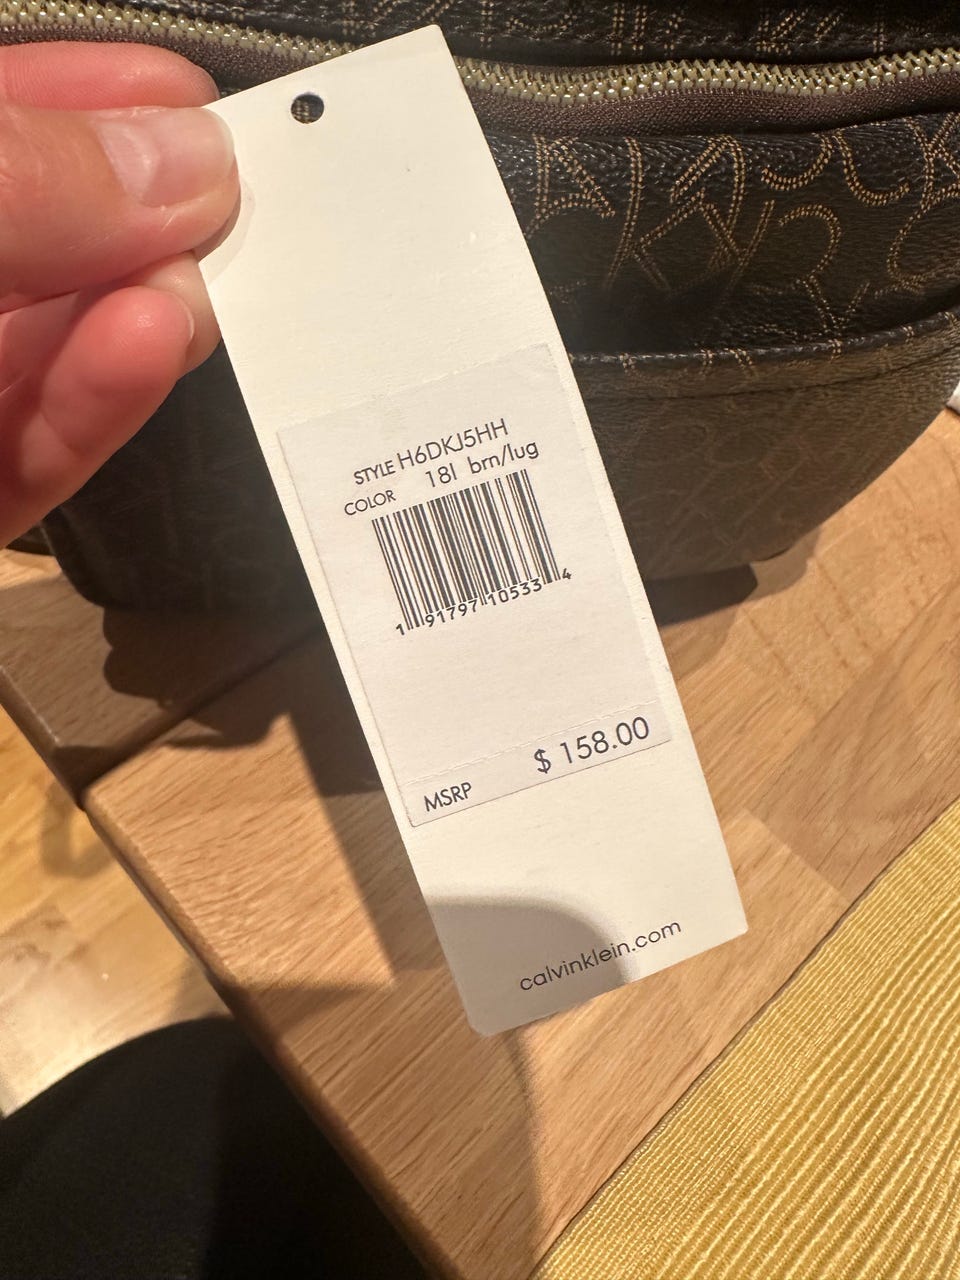 STYLE H6DKJ5HH
COLOR 18I brn/lug
1 91797 10533 4
MSRP $ 158.00
calvinklein.com